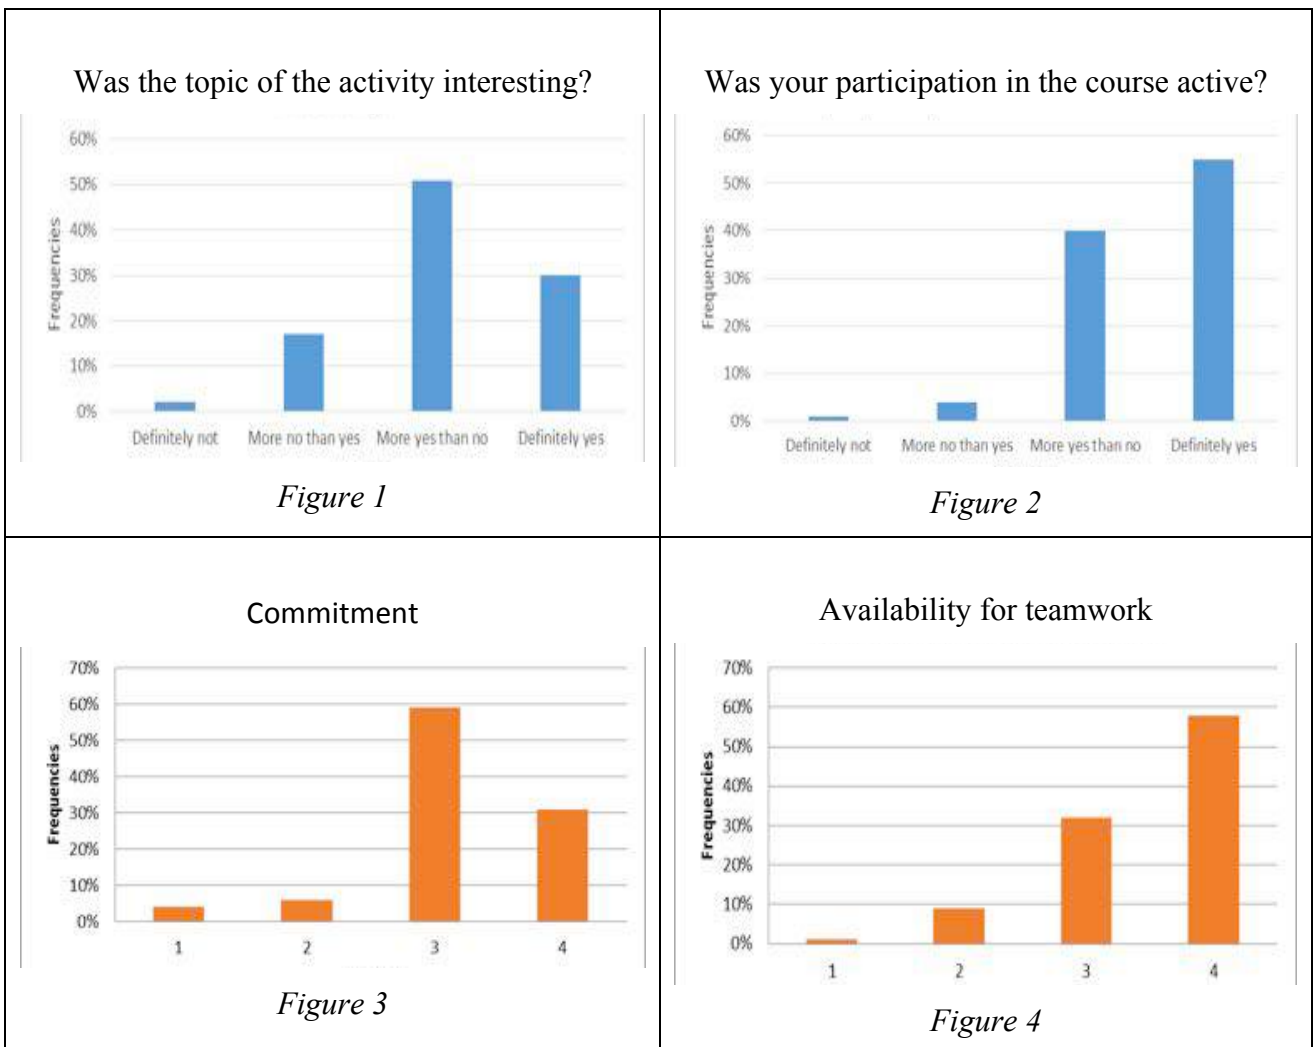 Was the topic of the activity interesting?
60%
50%
40%
30%
20%
10%
0%
Frequencies
Definitely not More no than yes More yes than no Definitely yes
Figure 1
Was your participation in the course active?
60%
50%
40%
30%
20%
10%
0%
Frequencies
Definitely not More no than yes More yes than no Definitely yes
Figure 2
Commitment
70%
60%
50%
40%
30%
20%
10%
0%
Frequencies
1 2 3 4
Figure 3
Availability for teamwork
70%
60%
50%
40%
30%
20%
10%
0%
Frequencies
1 2 3 4
Figure 4